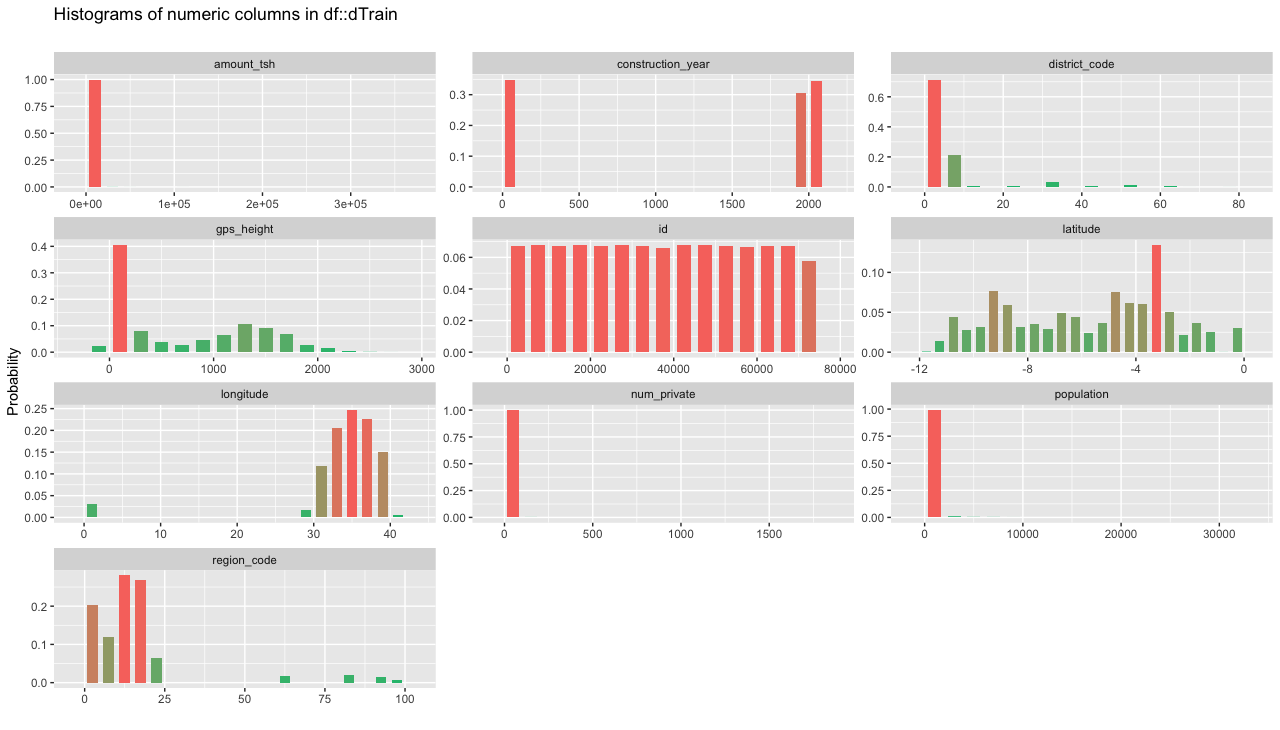 Histograms of numeric columns in df::dTrain
Probability
amount_tsh
construction_year
district_code
1.00
0.75
0.50
0.25
0.00
0e+00 1e+05 2e+05 3e+05
0.3
0.2
0.1
0.0
0 500 1000 1500 2000
0.6
0.4
0.2
0.0
0 20 40 60 80
gps_height
id
latitude
0.4
0.3
0.2
0.1
0.0
0 1000 2000 3000
0.06
0.04
0.02
0.00
0 20000 40000 60000 80000
0.10
0.05
0.00
-12 -8 -4 0
longitude
num_private
population
0.25
0.20
0.15
0.10
0.05
0.00
0 10 20 30 40
1.00
0.75
0.50
0.25
0.00
0 500 1000 1500
1.00
0.75
0.50
0.25
0.00
0 10000 20000 30000
region_code
0.2
0.1
0.0
0 25 50 75 100